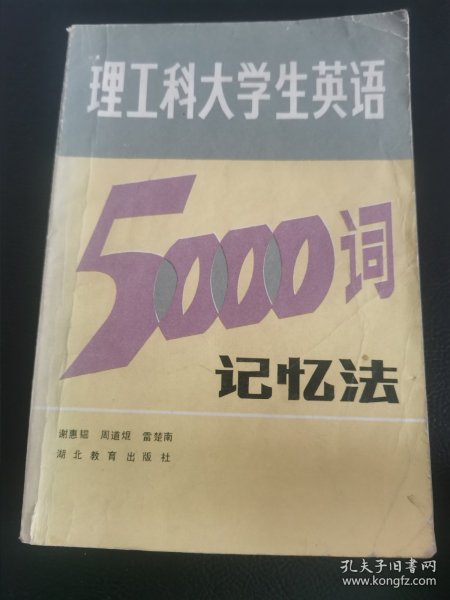 理工科大学生英语
5000词
记忆法
谢惠韫 周道焜 雷楚南
湖北教育出版社
孔夫子旧书网
www.kongfz.com